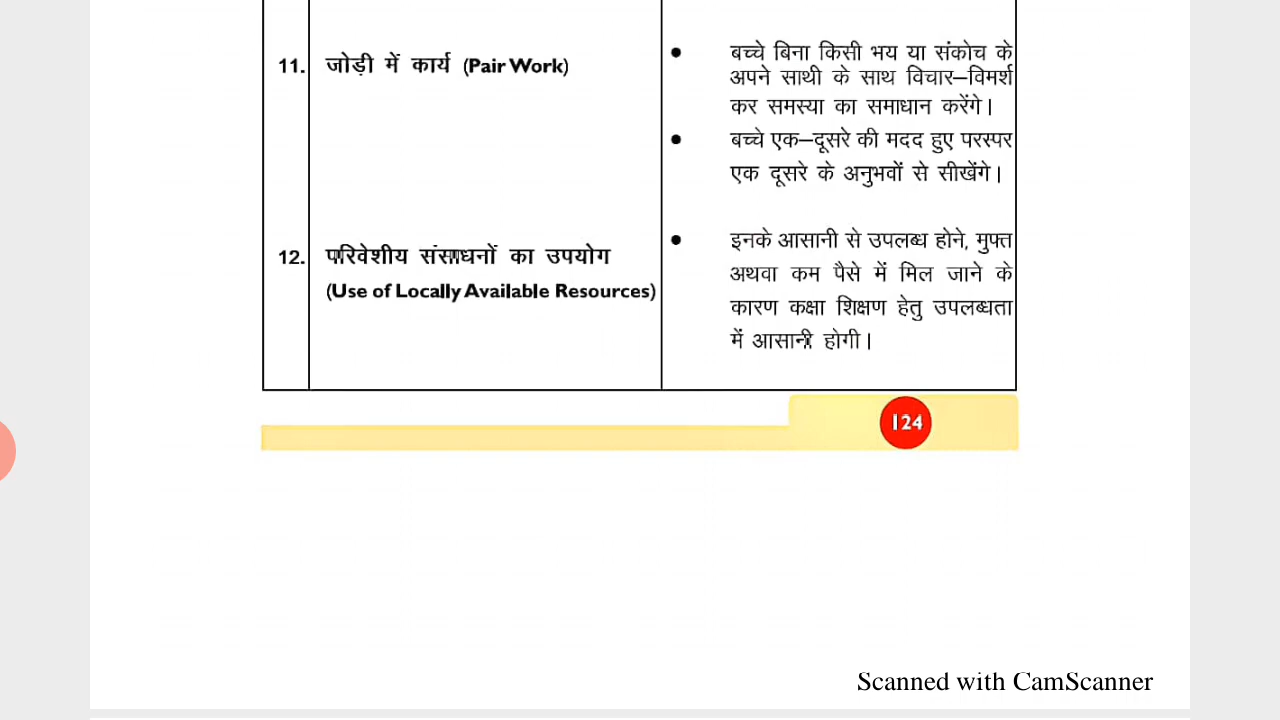 11. जोड़ी में कार्य (Pair Work)
● बच्चे बिना किसी भय या संकोच के
अपने साथी के साथ विचार–विमर्श
कर समस्या का समाधान करेंगे।
● बच्चे एक–दूसरे की मदद हुए परस्पर
एक दूसरे के अनुभवों से सीखेंगे।
12. परिवेशीय संसाधनों का उपयोग
(Use of Locally Available Resources)
● इनके आसानी से उपलब्ध होने, मुफ्त
अथवा कम पैसे में मिल जाने के
कारण कक्षा शिक्षण हेतु उपलब्धता
में आसानी होगी।
124
Scanned with CamScanner